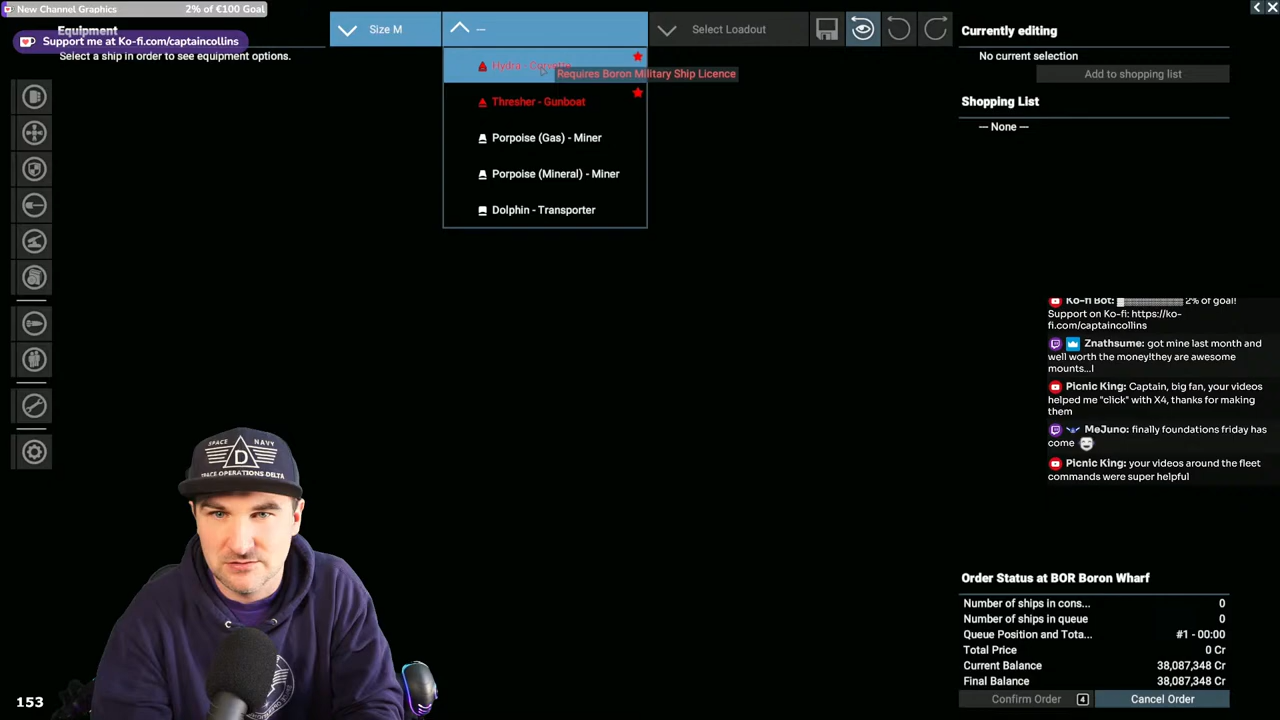 New Channel Graphics
2% of €100 Goal
Equipment
Support me at Ko-fi.com/captaincollins
Select a ship in order to see equipment options.
Size M
---
Select Loadout
Hydra - Corvette
Requires Boron Military Ship Licence
Thresher - Gunboat
Porpoise (Gas) - Miner
Porpoise (Mineral) - Miner
Dolphin - Transporter
Currently editing
No current selection
Add to shopping list
Shopping List
--- None ---
Ko-fi Bot: 2% of goal!
Support on Ko-fi: https://ko-
fi.com/captaincollins
Znathsume: got mine last month and
well worth the money!they are awesome
mounts...l
Picnic King: Captain, big fan, your videos
helped me "click" with X4, thanks for making
them
MeJuno: finally foundations friday has
come
Picnic King: your videos around the fleet
commands were super helpful
SPACE NAVY
D
SPACE OPERATIONS DELTA
Order Status at BOR Boron Wharf
Number of ships in cons... 0
Number of ships in queue 0
Queue Position and Tota... #1 - 00:00
Total Price 0 Cr
Current Balance 38,087,348 Cr
Final Balance 38,087,348 Cr
Confirm Order 4
Cancel Order
153